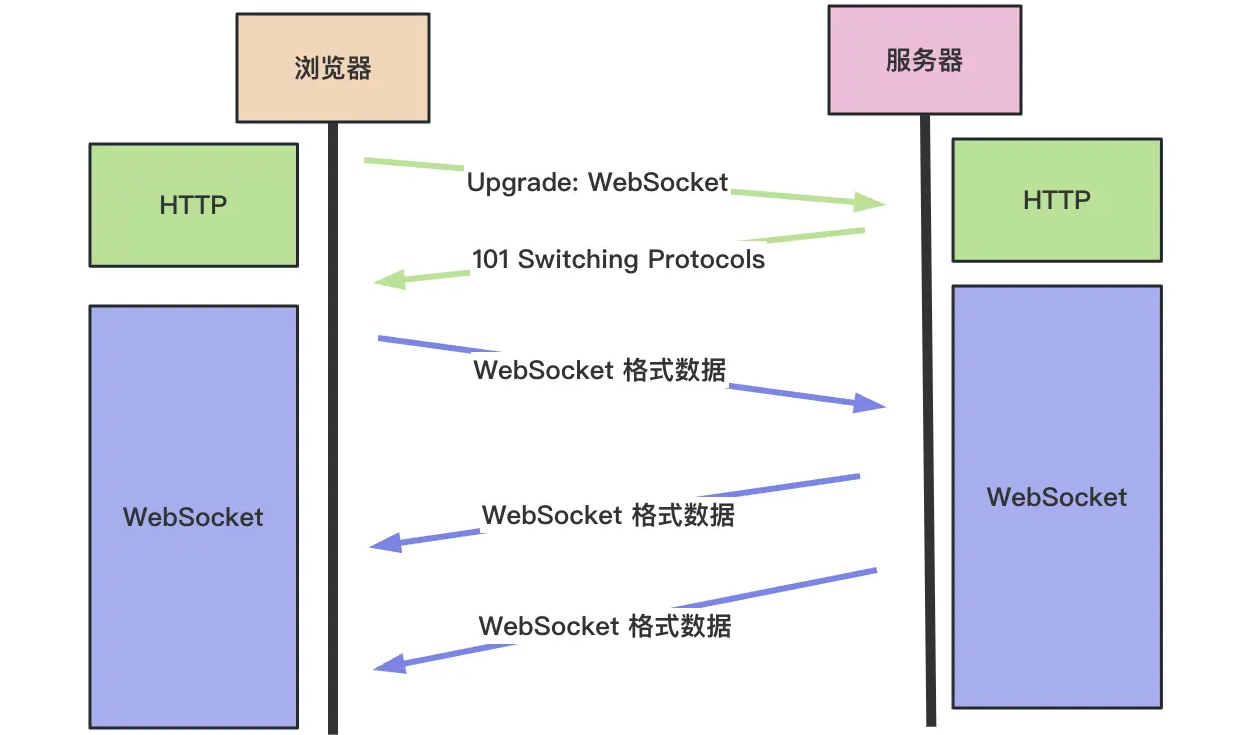 浏览器
服务器
HTTP
Upgrade: WebSocket
HTTP
101 Switching Protocols
WebSocket 格式数据
WebSocket
WebSocket 格式数据
WebSocket
WebSocket 格式数据